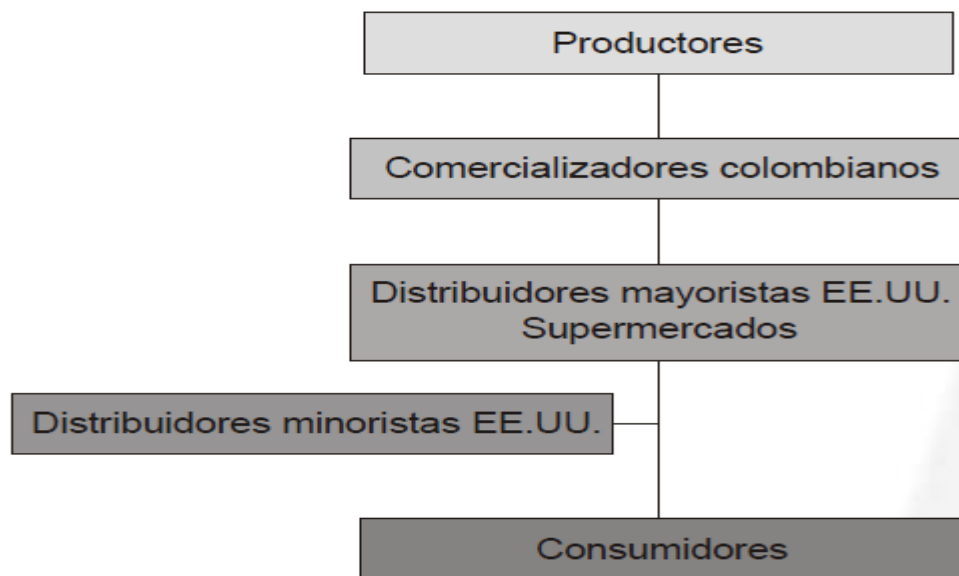 Productores
Comercializadores colombianos
Distribuidores mayoristas EE.UU.
Supermercados
Distribuidores minoristas EE.UU.
Consumidores